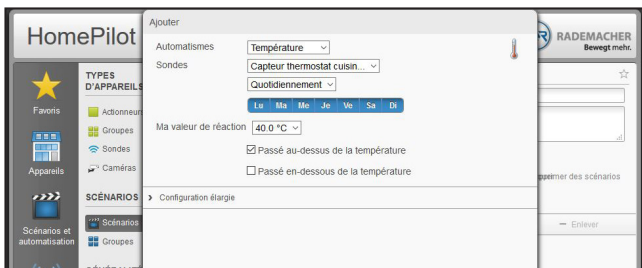 HomePilot
Ajouter
RADEMACHER
Bewegt mehr.
Automatismes
Température
Sondes
Capteur thermostat cuisin...
Quotidiennement
Lu Ma Me Je Ve Sa Di
Ma valeur de réaction
40.0 °C
Passé au-dessus de la température
Passé en-dessous de la température
Configuration élargie
Favoris
Appareils
Scénarios et
automatisation
TYPES
D'APPAREILS
Actionneurs
Groupes
Sondes
Caméras
SCÉNARIOS
Scénarios
Groupes
des scénarios
Enlever